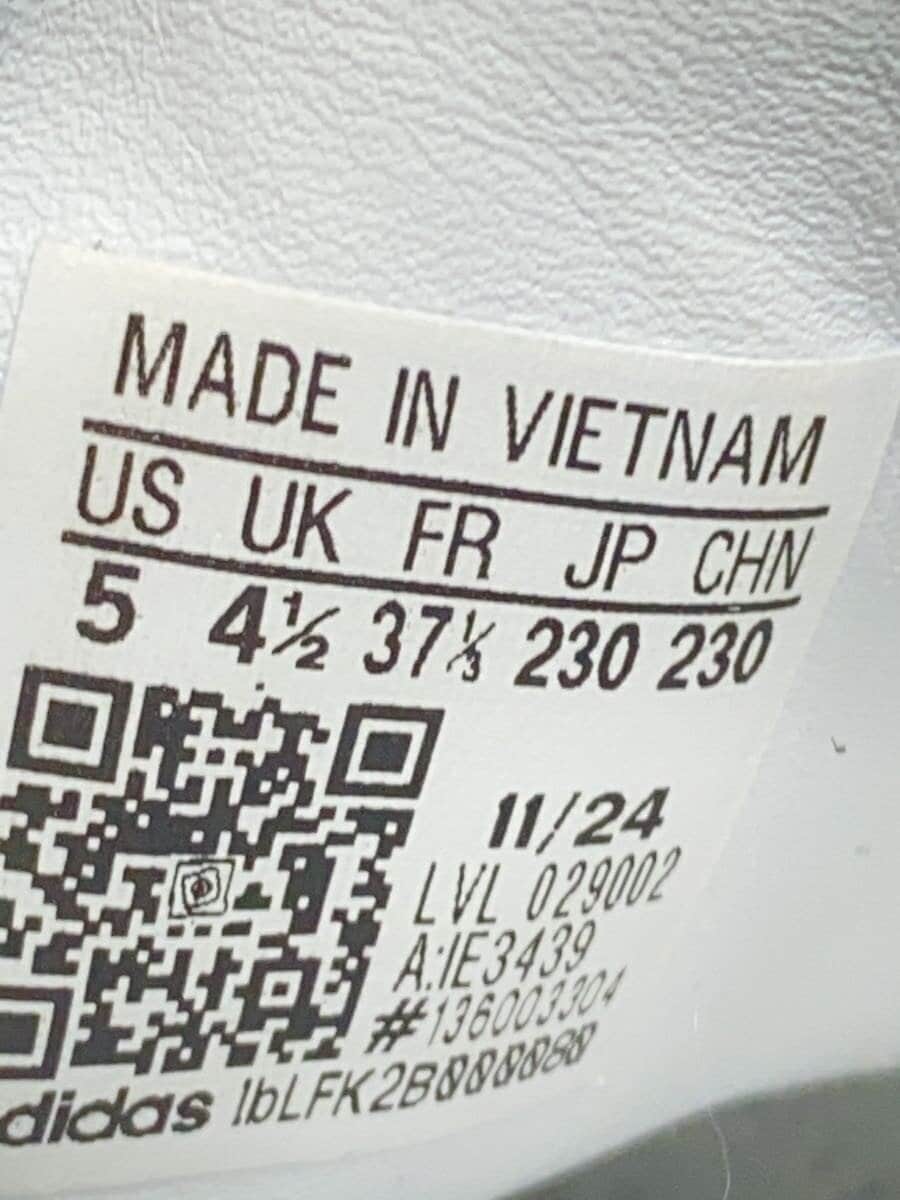 MADE IN VIETNAM
US UK FR JP CHN
5 4½ 37⅓ 230 230
11/24
LVL 029002
A:IE3439
#136003304
adidas